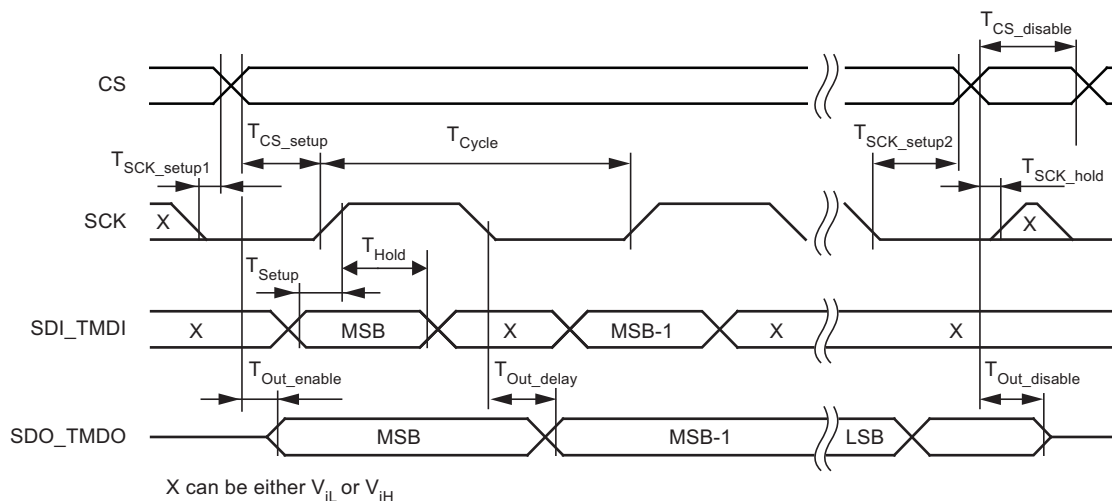 T_CS_disable
CS
T_CS_setup
T_Cycle
T_SCK_setup2
T_SCK_setup1
T_SCK_hold
SCK
X
X
T_Hold
T_Setup
SDI_TMDI
X
MSB
X
MSB-1
X
X
T_Out_enable
T_Out_delay
T_Out_disable
SDO_TMDO
MSB
MSB-1
LSB
X can be either V_iL or V_iH